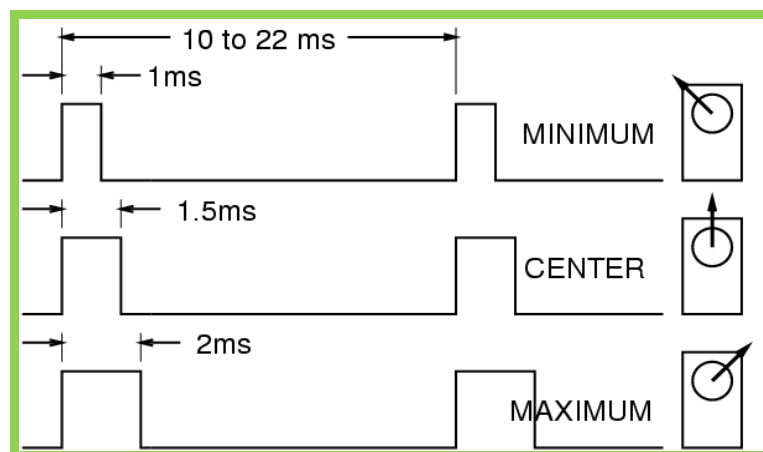 10 to 22 ms
1ms
MINIMUM
1.5ms
CENTER
2ms
MAXIMUM